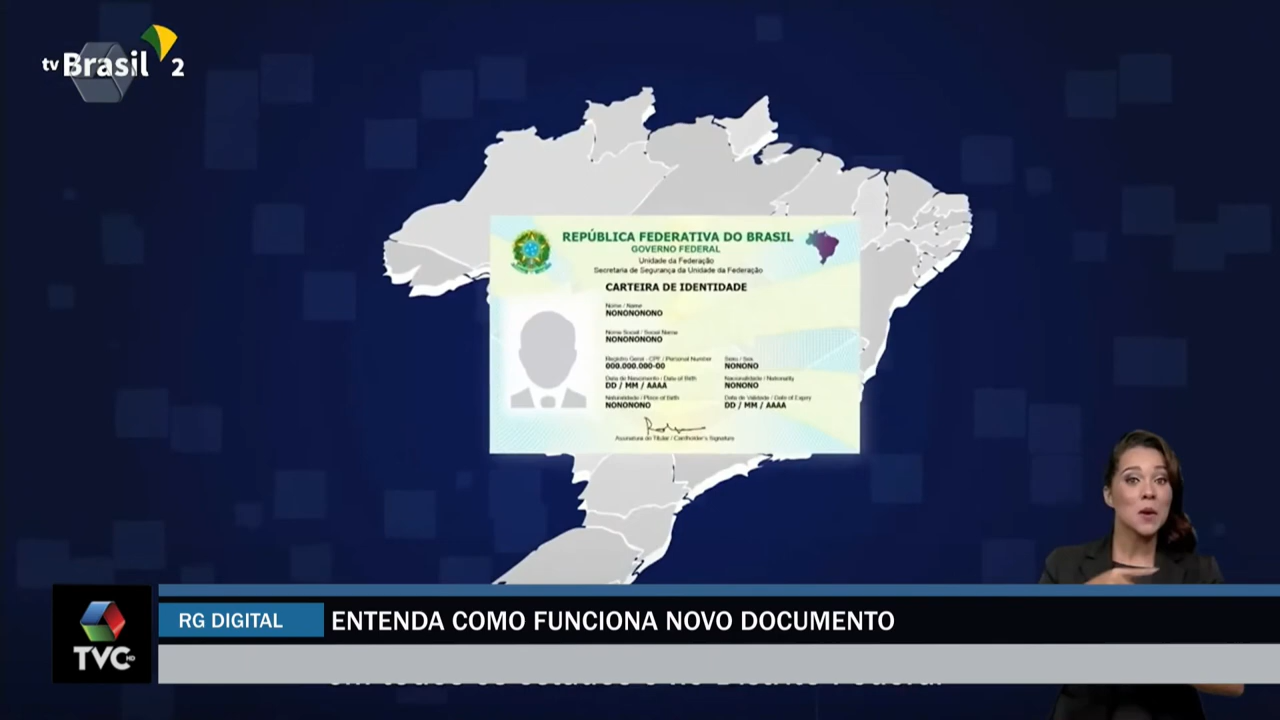 tv Brasil 2
REPÚBLICA FEDERATIVA DO BRASIL
GOVERNO FEDERAL
Unidade da Federação
Secretaria de Segurança da Unidade da Federação
CARTEIRA DE IDENTIDADE
Nome / Name
NONONONONO
Nome Social / Social Name
NONONONONO
Registro Geral - CPF / Personal Number Sexo / Sex
000.000.000-00 NONONO
Data de Nascimento / Date of Birth Nacionalidade / Nationality
DD / MM / AAAA NONONO
Naturalidade / Place of Birth Data de Validade / Date of Expiry
NONONONO DD / MM / AAAA
Assinatura do Titular / Cardholder's Signature
RG DIGITAL ENTENDA COMO FUNCIONA NOVO DOCUMENTO
TVC HD